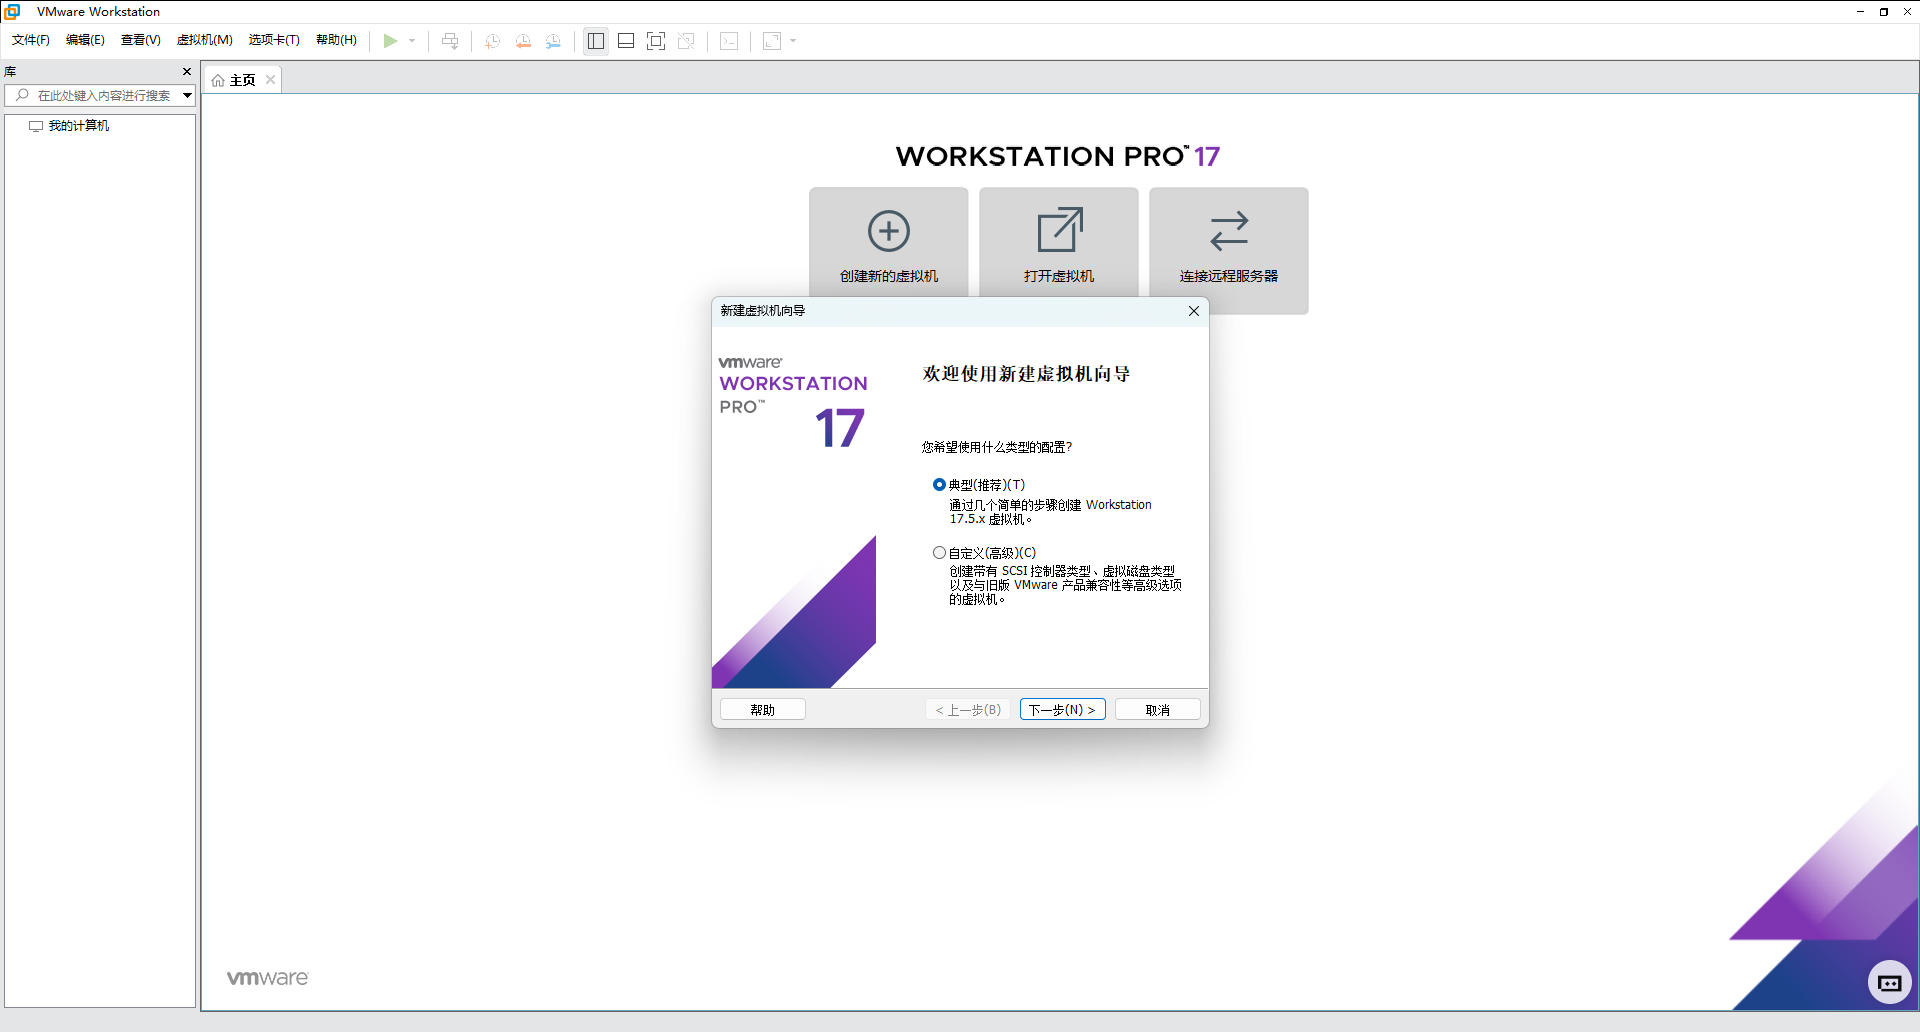 VMware Workstation
文件(F) 编辑(E) 查看(V) 虚拟机(M) 选项卡(T) 帮助(H)
库
在此处键入内容进行搜索
我的计算机
主页
WORKSTATION PRO™ 17
创建新的虚拟机 打开虚拟机 连接远程服务器
新建虚拟机向导
vmware®
WORKSTATION
PRO™
17
欢迎使用新建虚拟机向导
您希望使用什么类型的配置?
典型(推荐)(T)
通过几个简单的步骤创建 Workstation
17.5.x 虚拟机。
自定义(高级)(C)
创建带有 SCSI 控制器类型、虚拟磁盘类型
以及与旧版 VMware 产品兼容性等高级选项
的虚拟机。
帮助 < 上一步(B) 下一步(N) > 取消
vmware®